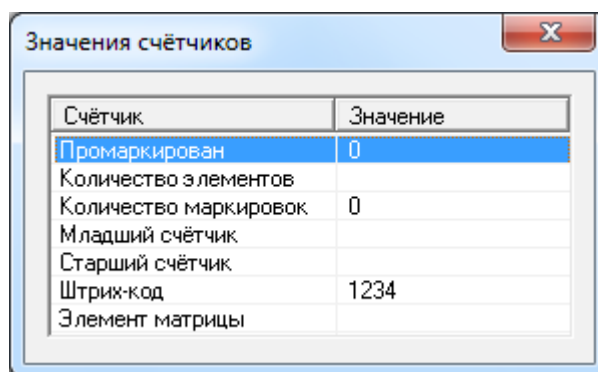 Значения счётчиков
Счётчик Значение
Промаркирован 0
Количество элементов
Количество маркировок 0
Младший счётчик
Старший счётчик
Штрих-код 1234
Элемент матрицы